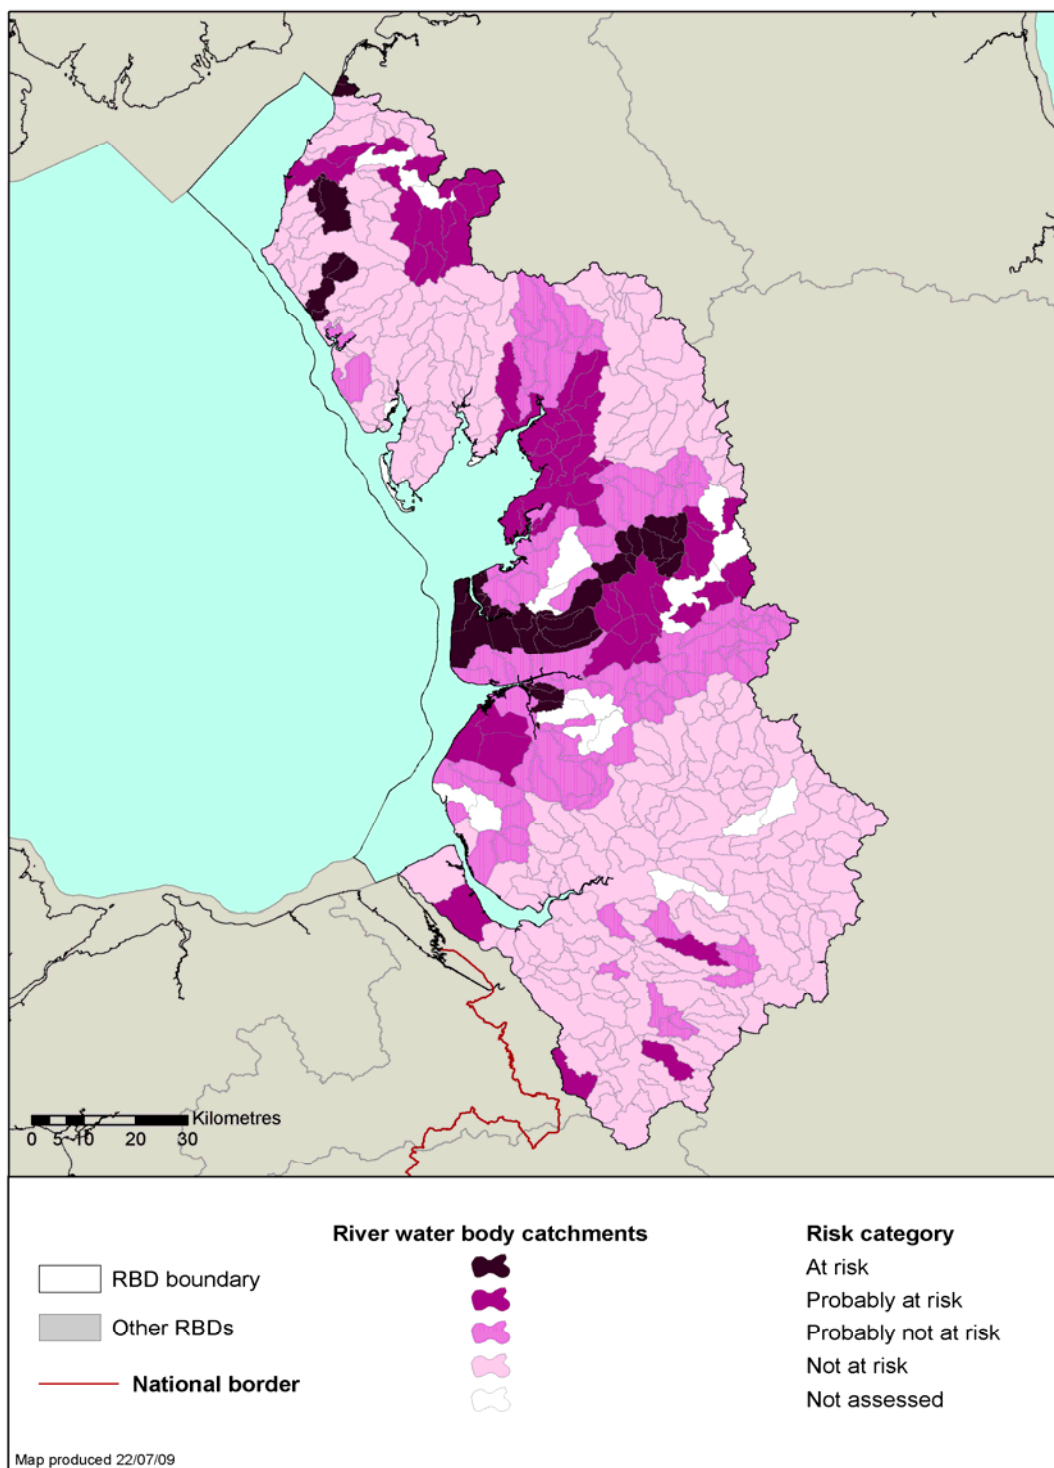 Kilometres
0 5 10 20 30
River water body catchments
Risk category
RBD boundary
At risk
Other RBDs
Probably at risk
Probably not at risk
National border
Not at risk
Not assessed
Map produced 22/07/09